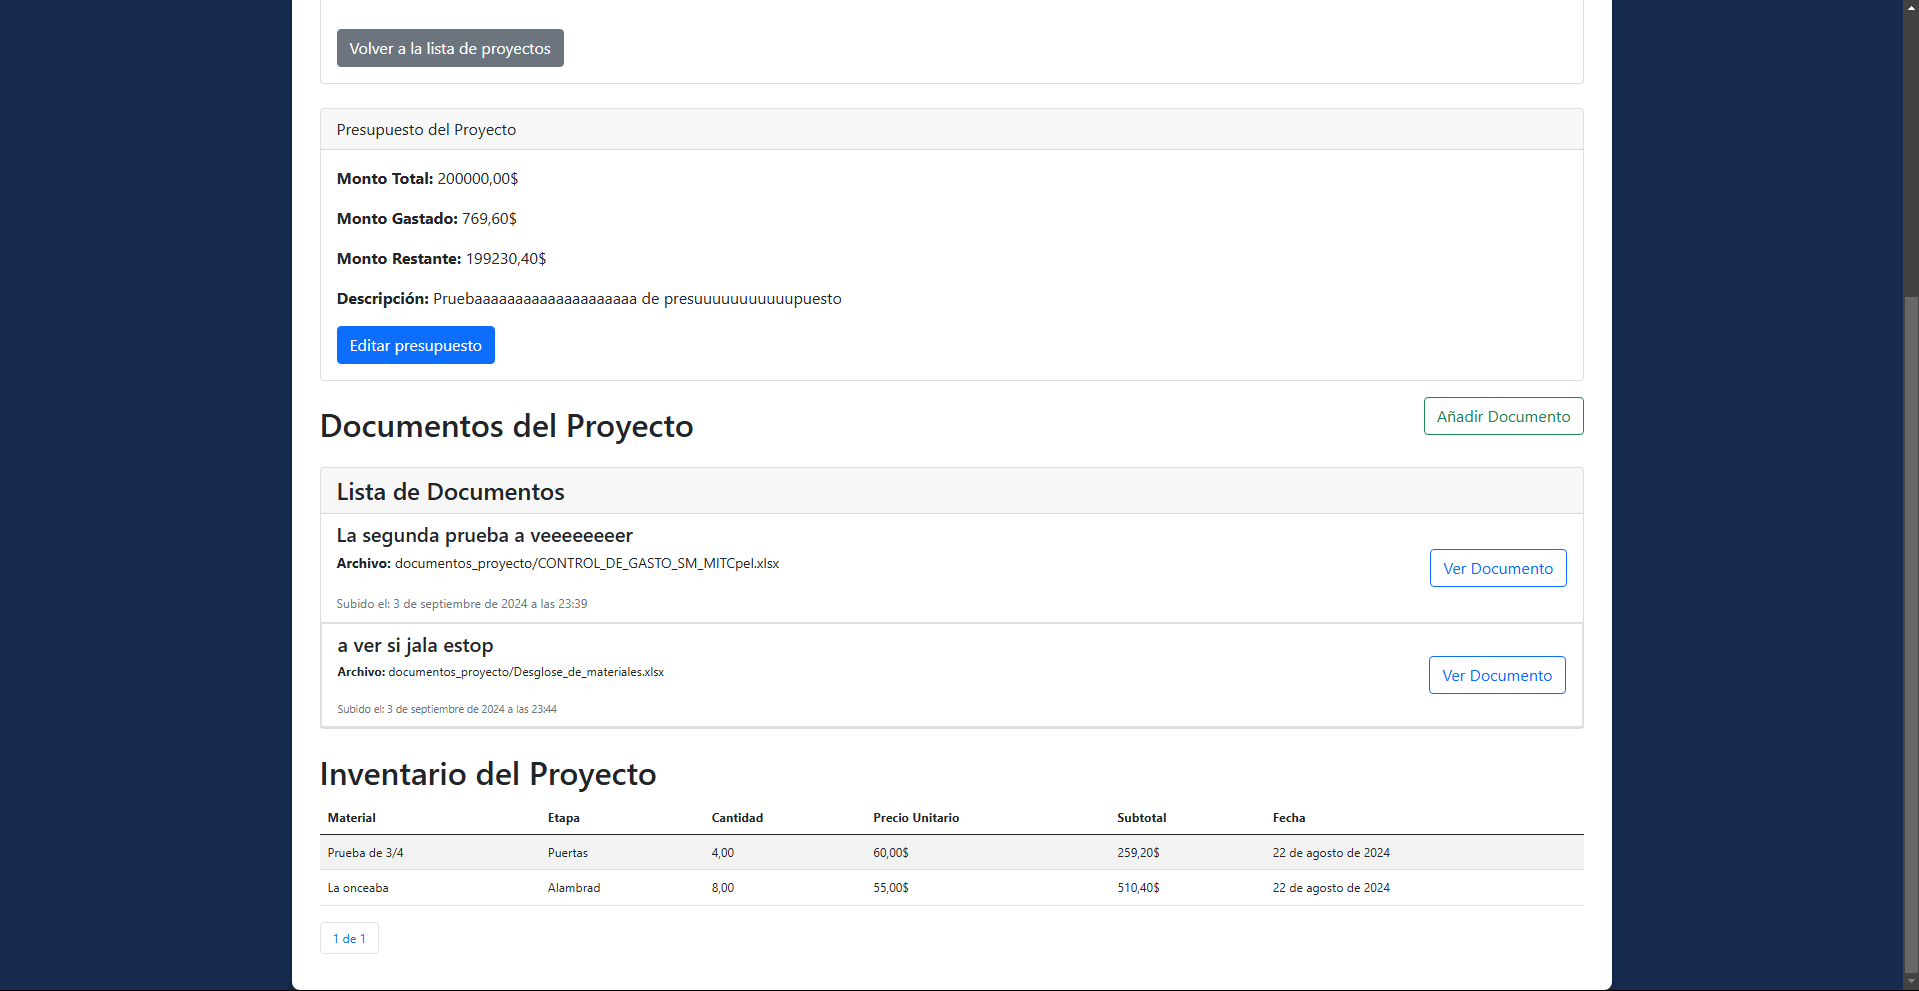 Volver a la lista de proyectos
Presupuesto del Proyecto
Monto Total: 200000,00$
Monto Gastado: 769,60$
Monto Restante: 199230,40$
Descripción: Pruebaaaaaaaaaaaaaaaaaaaaa de presuuuuuuuuuuupuesto
Editar presupuesto
Documentos del Proyecto
Añadir Documento
Lista de Documentos
La segunda prueba a veeeeeeeer
Archivo: documentos_proyecto/CONTROL_DE_GASTO_SM_MITCpel.xlsx
Ver Documento
Subido el: 3 de septiembre de 2024 a las 23:39
a ver si jala estop
Archivo: documentos_proyecto/Desglose_de_materiales.xlsx
Ver Documento
Subido el: 3 de septiembre de 2024 a las 23:44
Inventario del Proyecto
Material Etapa Cantidad Precio Unitario Subtotal Fecha
Prueba de 3/4 Puertas 4,00 60,00$ 259,20$ 22 de agosto de 2024
La onceaba Alambrad 8,00 55,00$ 510,40$ 22 de agosto de 2024
1 de 1